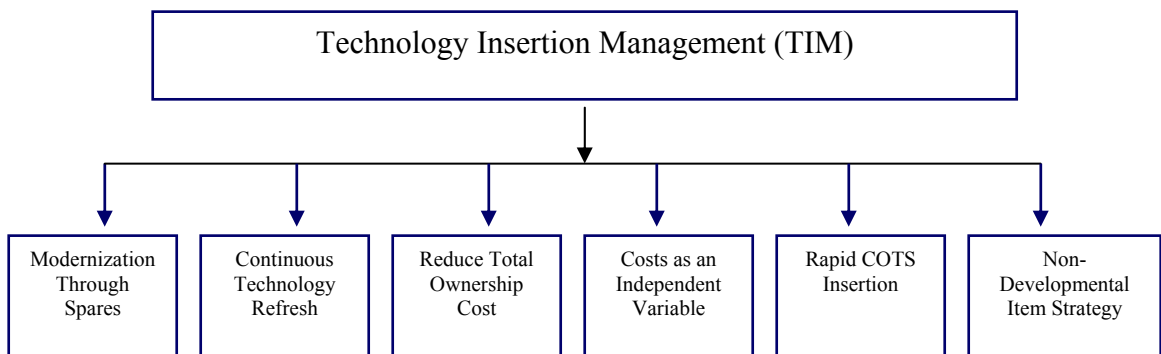 Technology Insertion Management (TIM)
Modernization
Through
Spares
Continuous
Technology
Refresh
Reduce Total
Ownership
Cost
Costs as an
Independent
Variable
Rapid COTS
Insertion
Non-
Developmental
Item Strategy